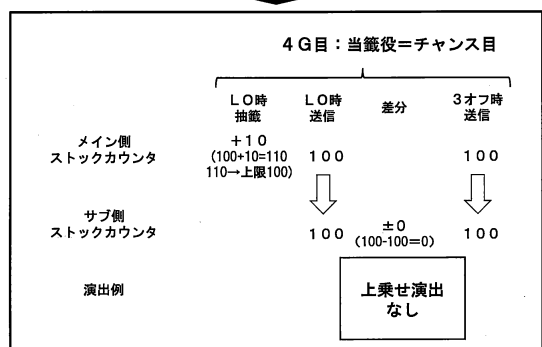 4G目：当籤役＝チャンス目
LO時 LO時 差分 3オフ時
抽籤 送信 送信
メイン側 +10
ストックカウンタ (100+10=110 100 100
110→上限100)
サブ側 ±0
ストックカウンタ 100 (100-100=0) 100
演出例 上乗せ演出
なし